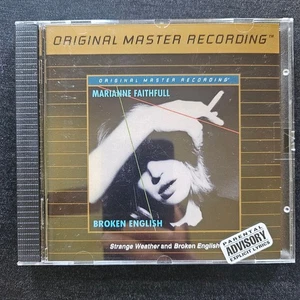 ORIGINAL MASTER RECORDING™
ORIGINAL MASTER RECORDING
MARIANNE FAITHFULL
BROKEN ENGLISH
Strange Weather and Broken English
PARENTAL
ADVISORY
EXPLICIT LYRICS